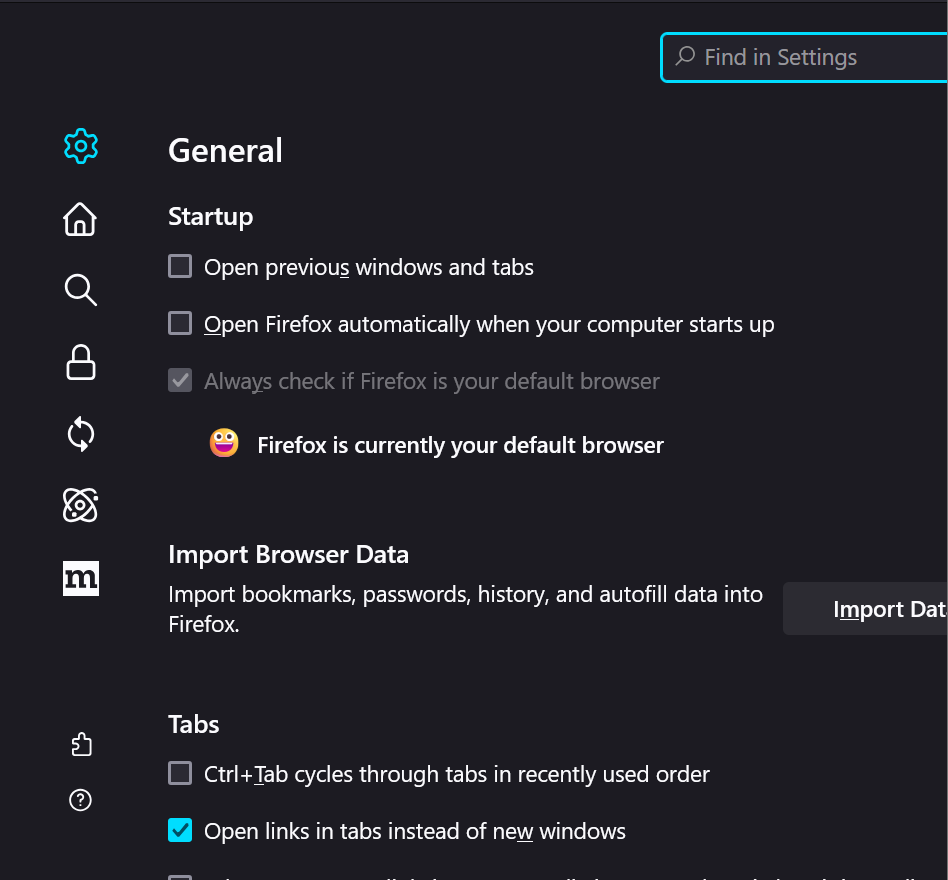 Find in Settings
General
Startup
Open previous windows and tabs
Open Firefox automatically when your computer starts up
Always check if Firefox is your default browser
Firefox is currently your default browser
m
Import Browser Data
Import bookmarks, passwords, history, and autofill data into
Firefox.
Import Dat
Tabs
Ctrl+Tab cycles through tabs in recently used order
Open links in tabs instead of new windows